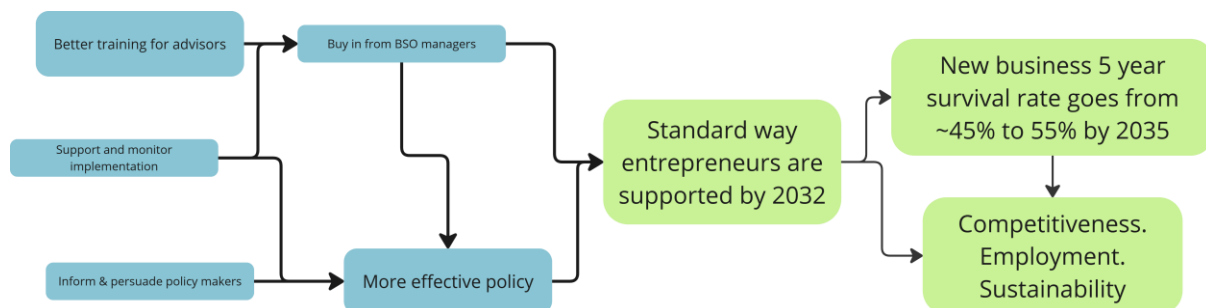 Better training for advisors
Buy in from BSO managers
Support and monitor
implementation
Inform & persuade policy makers
More effective policy
Standard way
entrepreneurs are
supported by 2032
New business 5 year
survival rate goes from
~45% to 55% by 2035
Competitiveness.
Employment.
Sustainability